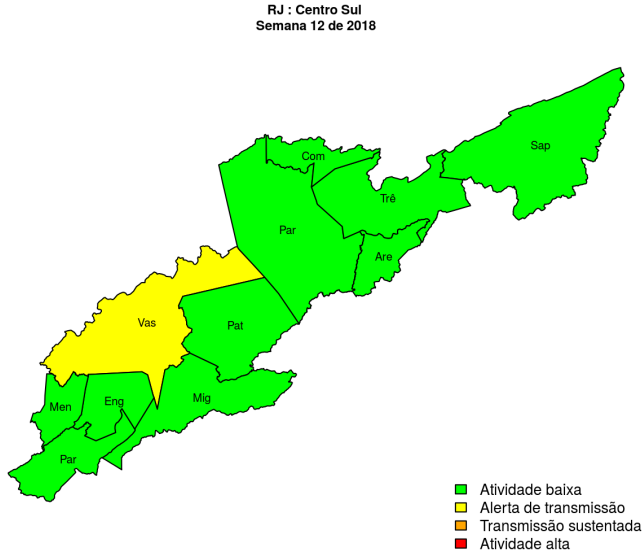 RJ : Centro Sul
Semana 12 de 2018
Sap
Com
Trê
Par
Are
Vas
Pat
Mig
Men
Eng
Par
Atividade baixa
Alerta de transmissão
Transmissão sustentada
Atividade alta